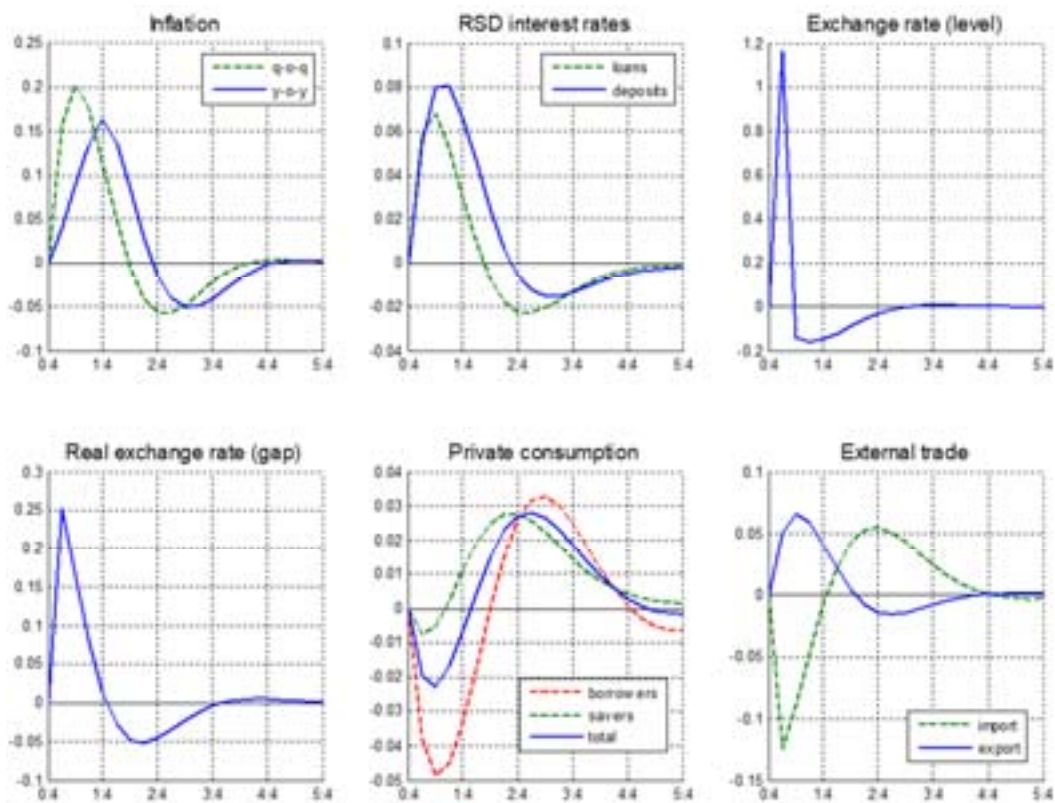 Inflation
0.25
0.2
0.15
0.1
0.05
0
-0.05
-0.1
q-o-q
y-o-y
0:4 1:4 2:4 3:4 4:4 5:4
RSD interest rates
0.1
0.08
0.06
0.04
0.02
0
-0.02
-0.04
loans
deposits
0:4 1:4 2:4 3:4 4:4 5:4
Exchange rate (level)
1.2
1
0.8
0.6
0.4
0.2
0
-0.2
0:4 1:4 2:4 3:4 4:4 5:4
Real exchange rate (gap)
0.3
0.25
0.2
0.15
0.1
0.05
0
-0.05
-0.1
0:4 1:4 2:4 3:4 4:4 5:4
Private consumption
0.04
0.03
0.02
0.01
0
-0.01
-0.02
-0.03
-0.04
-0.05
borrowers
savers
total
0:4 1:4 2:4 3:4 4:4 5:4
External trade
0.1
0.05
0
-0.05
-0.1
-0.15
import
export
0:4 1:4 2:4 3:4 4:4 5:4